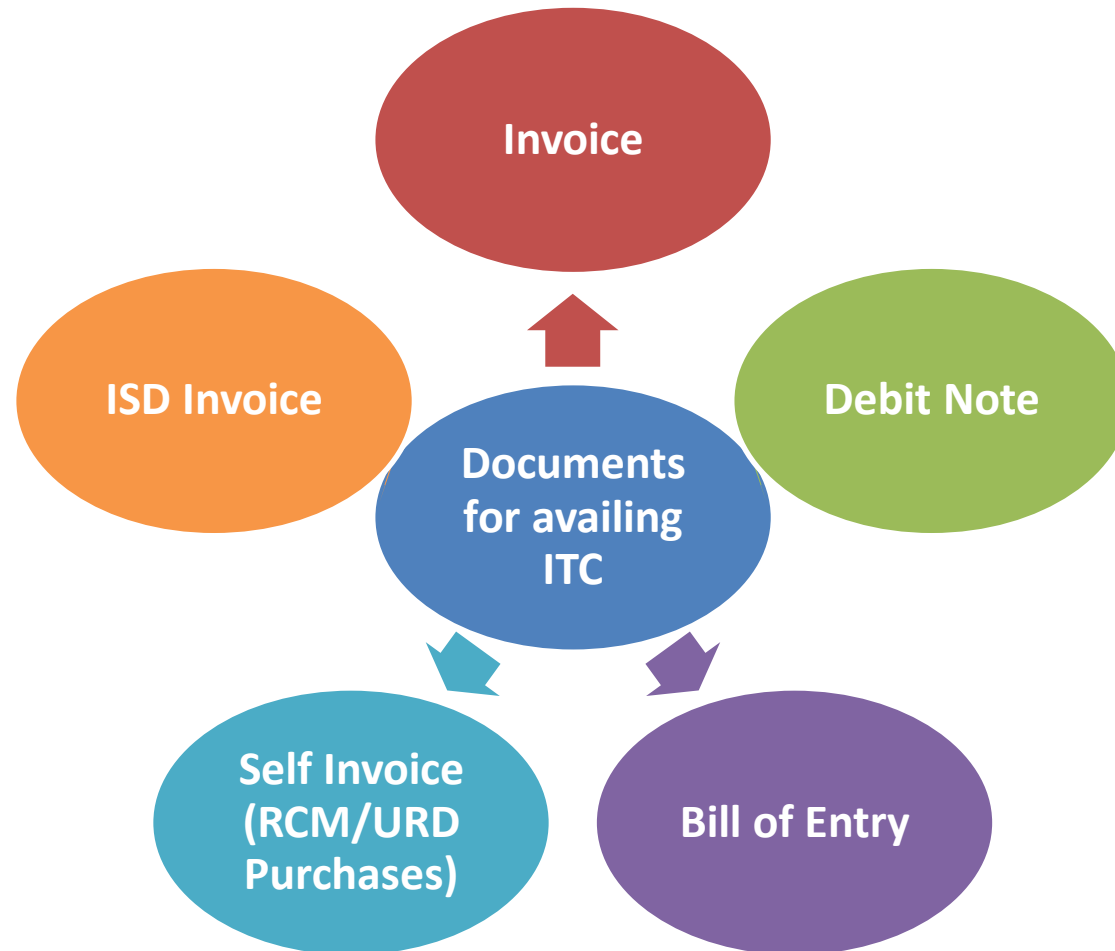 Invoice
ISD Invoice
Debit Note
Documents
for availing
ITC
Self Invoice
(RCM/URD
Purchases)
Bill of Entry